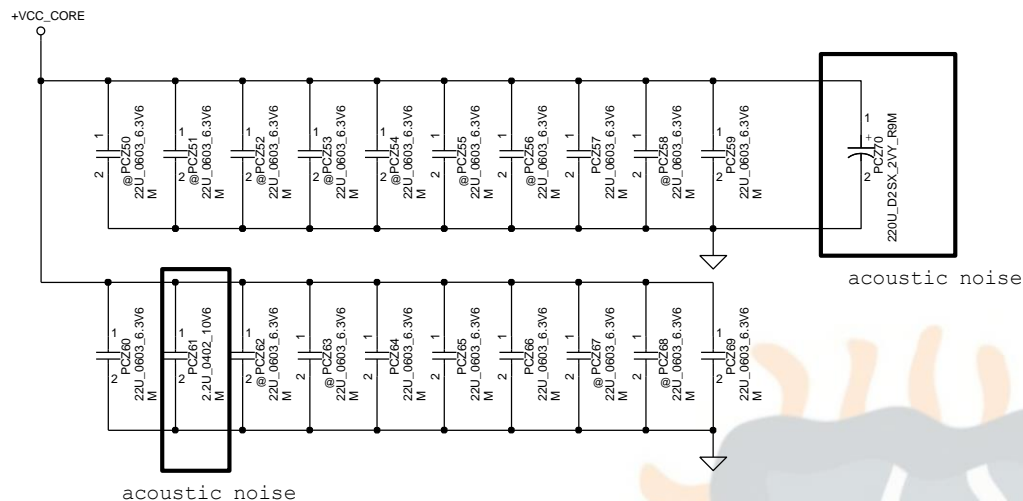 +VCC_CORE
1
2
@PCZ50
22U_0603_6.3V6
M
1
2
@PCZ51
22U_0603_6.3V6
M
1
2
@PCZ52
22U_0603_6.3V6
M
1
2
@PCZ53
22U_0603_6.3V6
M
1
2
@PCZ54
22U_0603_6.3V6
M
1
2
@PCZ55
22U_0603_6.3V6
M
1
2
@PCZ56
22U_0603_6.3V6
M
1
2
PCZ57
22U_0603_6.3V6
M
1
2
@PCZ58
22U_0603_6.3V6
M
1
2
PCZ59
22U_0603_6.3V6
M
1
+
2
PCZ70
220U_D2SX_2VY_R9M
acoustic noise
1
2
PCZ60
22U_0603_6.3V6
M
1
2
PCZ61
2.2U_0402_10V6
M
1
2
@PCZ62
22U_0603_6.3V6
M
1
2
@PCZ63
22U_0603_6.3V6
M
1
2
PCZ64
22U_0603_6.3V6
M
1
2
PCZ65
22U_0603_6.3V6
M
1
2
PCZ66
22U_0603_6.3V6
M
1
2
@PCZ67
22U_0603_6.3V6
M
1
2
@PCZ68
22U_0603_6.3V6
M
1
2
PCZ69
22U_0603_6.3V6
M
acoustic noise